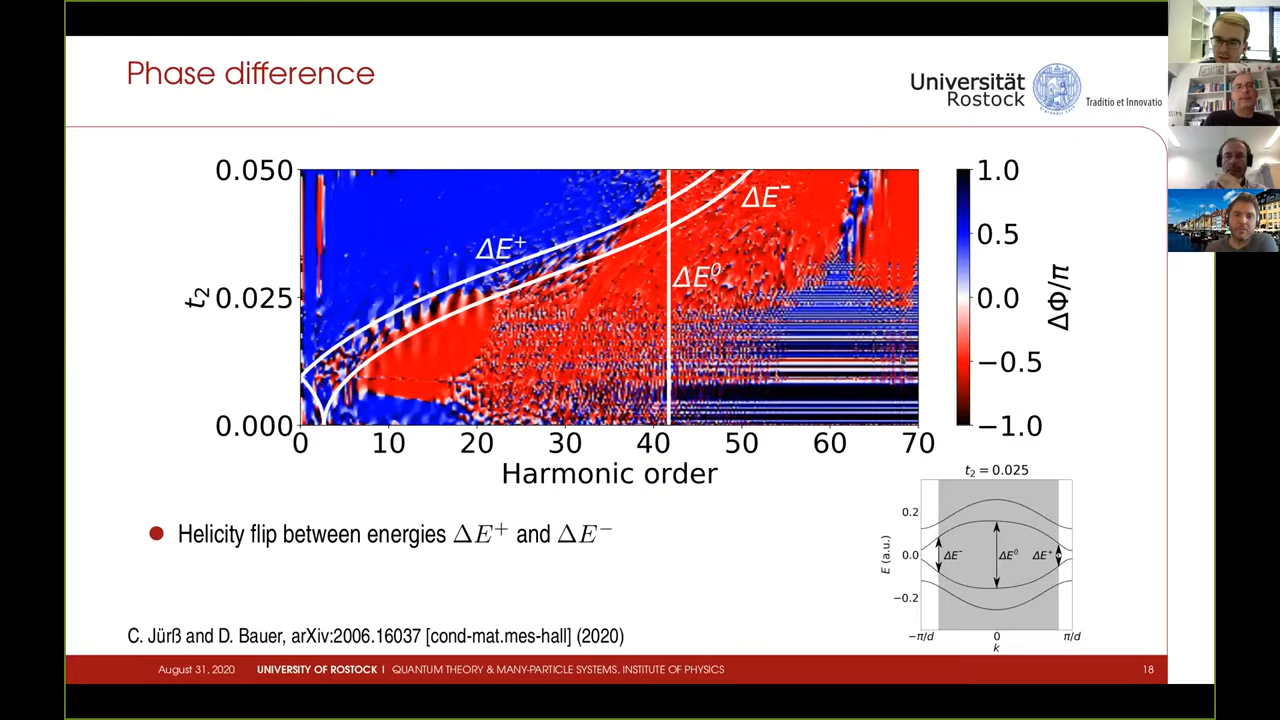 Phase difference
Universität
Rostock
Traditio et Innovatio
0.050
0.025
0.000
t₂
ΔE⁺
ΔE⁻
ΔE⁰
0 10 20 30 40 50 60 70
Harmonic order
1.0
0.5
0.0
−0.5
−1.0
ΔΦ/π
Helicity flip between energies ΔE⁺ and ΔE⁻
t₂ = 0.025
0.2
0.0
−0.2
E (a.u.)
ΔE⁻ ΔE⁰ ΔE⁺
−π/d 0 π/d
k
C. Jürß and D. Bauer, arXiv:2006.16037 [cond-mat.mes-hall] (2020)
August 31, 2020 UNIVERSITY OF ROSTOCK | QUANTUM THEORY & MANY-PARTICLE SYSTEMS, INSTITUTE OF PHYSICS 18